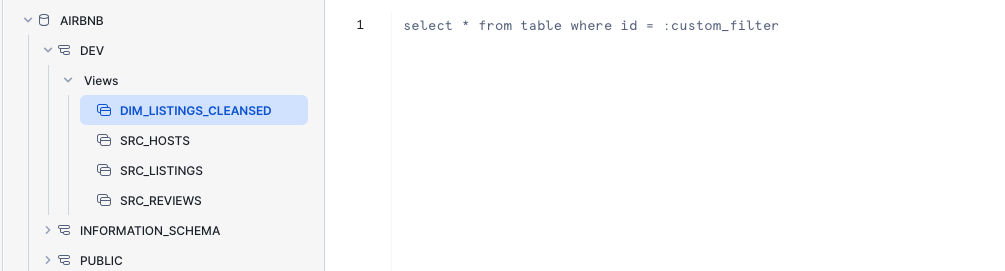 AIRBNB
DEV
Views
DIM_LISTINGS_CLEANSED
SRC_HOSTS
SRC_LISTINGS
SRC_REVIEWS
INFORMATION_SCHEMA
PUBLIC
1 select * from table where id = :custom_filter